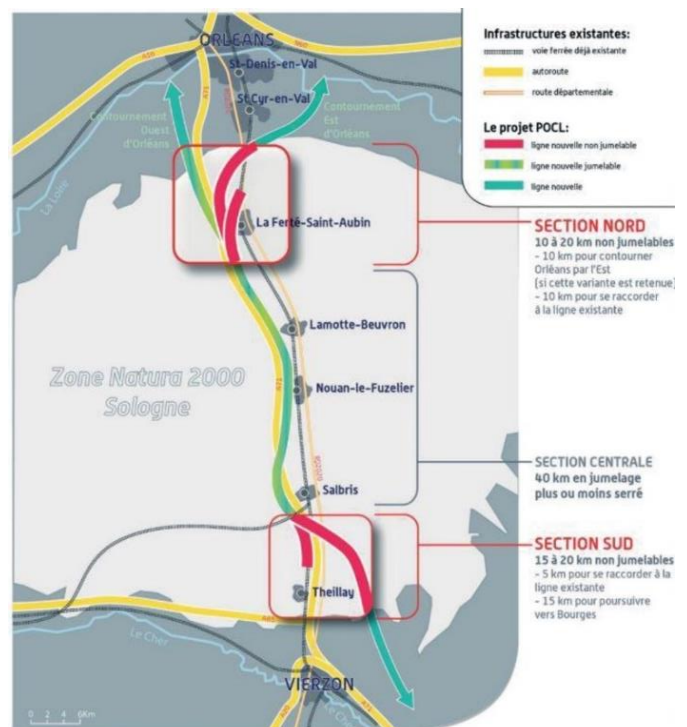 Infrastructures existantes:
voie ferrée déjà existante
autoroute
route départementale
Le projet POCL:
ligne nouvelle non jumelable
ligne nouvelle jumelable
ligne nouvelle
ORLÉANS
St-Denis-en-Val
St Cyr-en-Val
Contournement
Ouest
d'Orléans
Contournement
Est
d'Orléans
A71
La Loire
La Ferté-Saint-Aubin
Lamotte-Beuvron
Nouan-le-Fuzelier
A71
Zone Natura 2000
Sologne
Salbris
Theillay
Le Cher
VIERZON
Le Cher
A20
A71
0 2 4 6Km
SECTION NORD
10 à 20 km non jumelables
- 10 km pour contourner
Orléans par l'Est
(si cette variante est retenue)
- 10 km pour se raccorder
à la ligne existante
SECTION CENTRALE
40 km en jumelage
plus ou moins serré
SECTION SUD
15 à 20 km non jumelables
- 5 km pour se raccorder à la
ligne existante
- 15 km pour poursuivre
vers Bourges